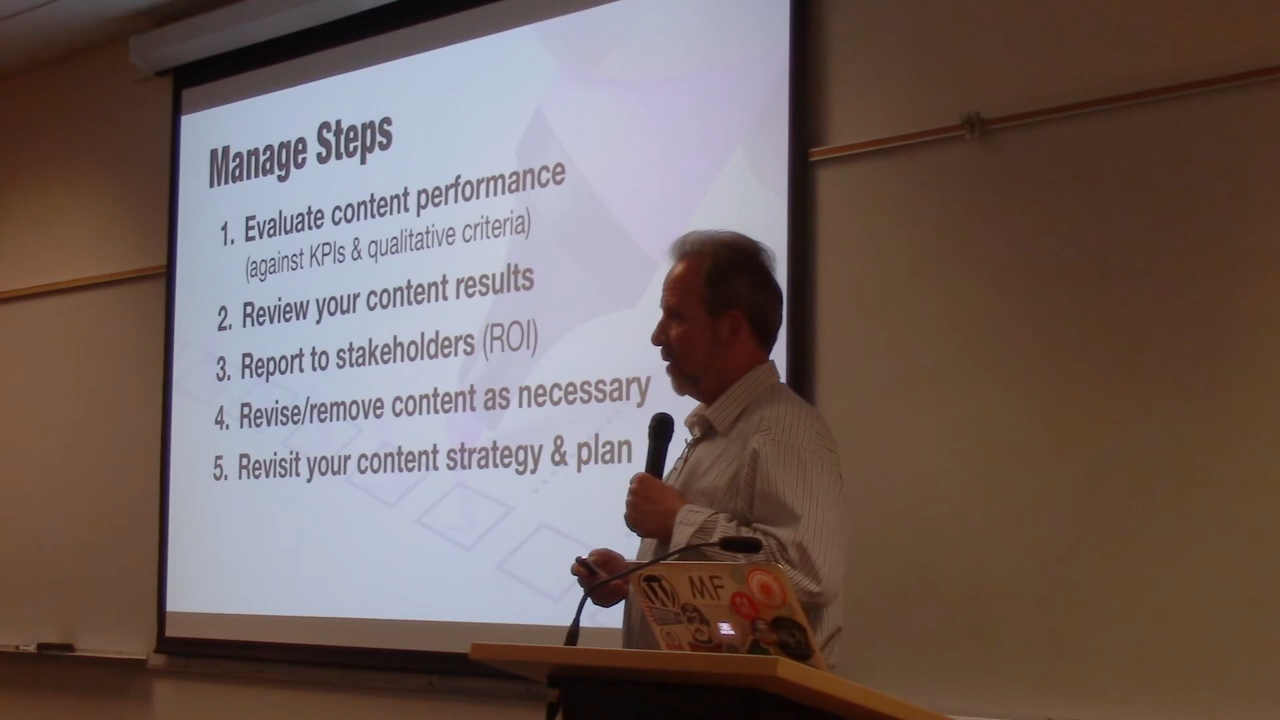 Manage Steps
1. Evaluate content performance
(against KPIs & qualitative criteria)
2. Review your content results
3. Report to stakeholders (ROI)
4. Revise/remove content as necessary
5. Revisit your content strategy & plan
MF